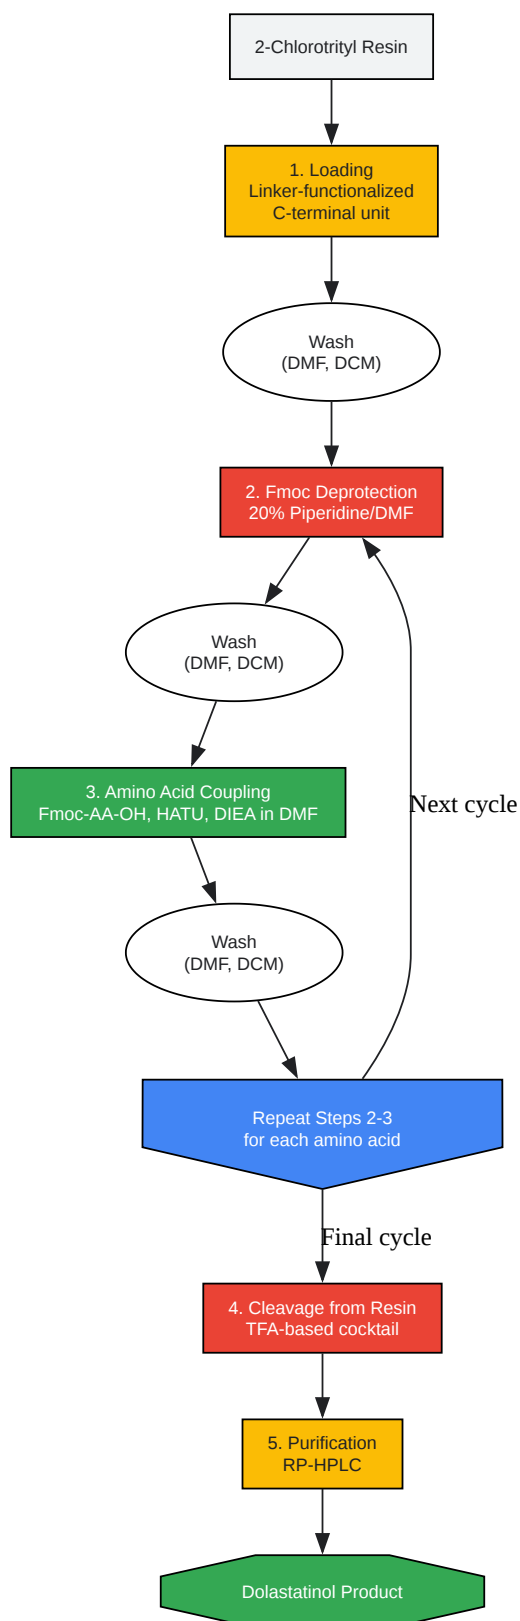 2-Chlorotrityl Resin
1. Loading
Linker-functionalized
C-terminal unit
Wash
(DMF, DCM)
2. Fmoc Deprotection
20% Piperidine/DMF
Wash
(DMF, DCM)
3. Amino Acid Coupling
Fmoc-AA-OH, HATU, DIEA in DMF
Next cycle
Wash
(DMF, DCM)
Repeat Steps 2-3
for each amino acid
Final cycle
4. Cleavage from Resin
TFA-based cocktail
5. Purification
RP-HPLC
Dolastatinol Product